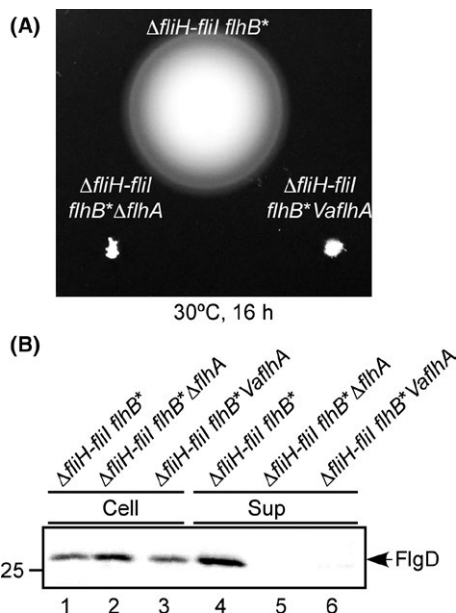 (A)
ΔfliH-fliI flhB*
ΔfliH-fliI
flhB*ΔflhA
ΔfliH-fliI
flhB*VaflhA
30ºC, 16 h
(B)
ΔfliH-fliI flhB*
ΔfliH-fliI flhB*ΔflhA
ΔfliH-fliI flhB*VaflhA
ΔfliH-fliI flhB*
ΔfliH-fliI flhB*ΔflhA
ΔfliH-fliI flhB*VaflhA
Cell Sup
25 FlgD
1 2 3 4 5 6